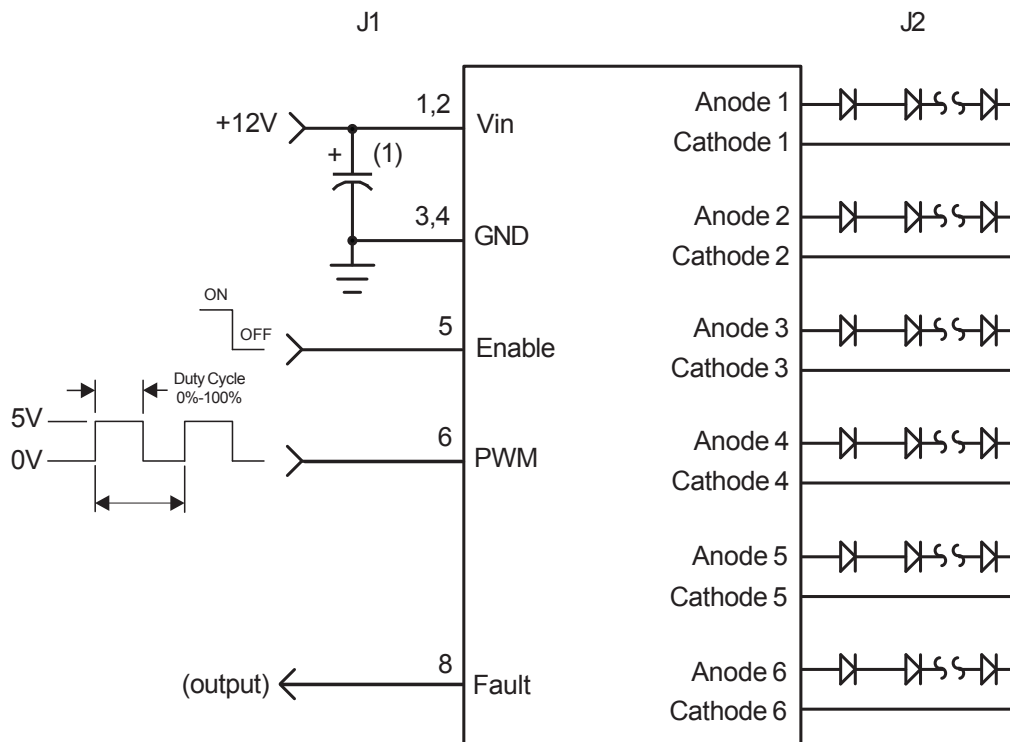 J1
J2
+12V
1,2
Vin
+
(1)
3,4
GND
ON
OFF
5
Enable
Duty Cycle
0%-100%
5V
0V
6
PWM
(output)
8
Fault
Anode 1
Cathode 1
Anode 2
Cathode 2
Anode 3
Cathode 3
Anode 4
Cathode 4
Anode 5
Cathode 5
Anode 6
Cathode 6